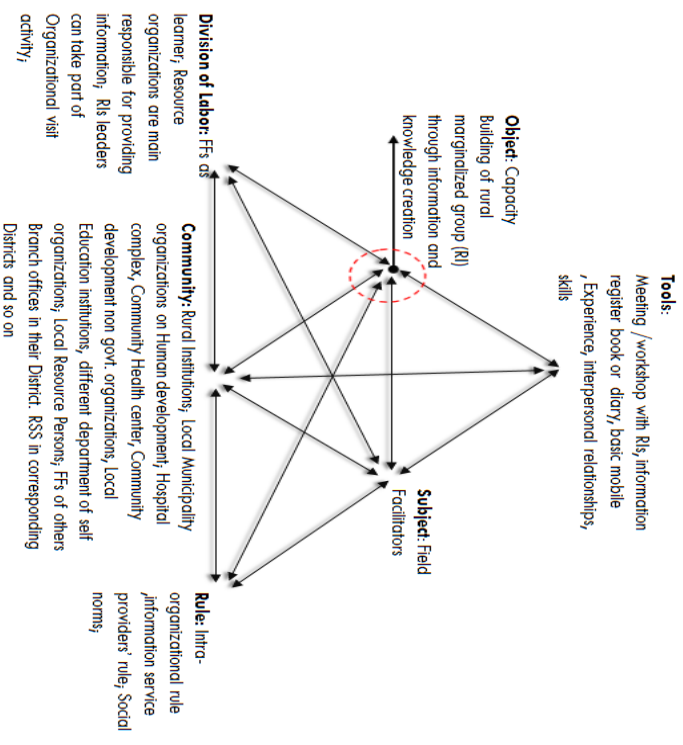 Tools:
Meeting /workshop with RIs, information
register book or diary, basic mobile
, Experience, interpersonal relationships,
skills
Object: Capacity
Building of rural
marginalized group (RI)
through information and
knowledge creation
Subject: Field
Facilitators
Division of Labor: FFs as
learner; Resource
organizations are main
responsible for providing
information; RIs leaders
can take part of
Organizational visit
activity;
Community: Rural Institutions; Local Municipality
organizations on Human development; Hospital
complex, Community Health center, Community
development non govt. organizations, Local
Education institutions, different department of self
organizations; Local Resource Persons; FFs of others
Branch offices in their District. RSS in corresponding
Districts and so on
Rule: Intra-
organizational rule
,information service
providers' rule; Social
norms;